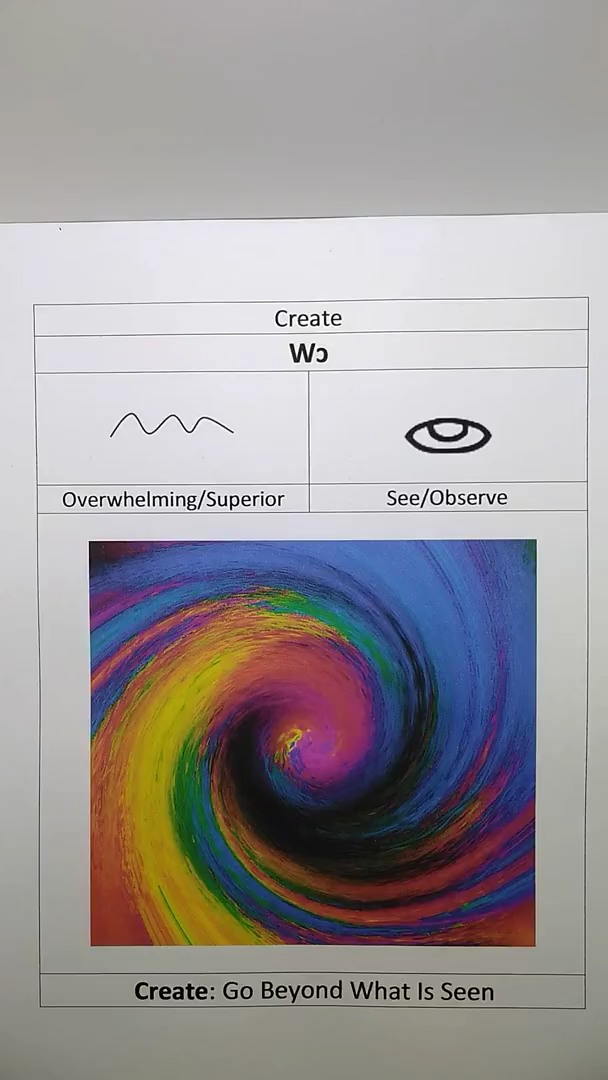 Create
Wɔ
Overwhelming/Superior
See/Observe
Create: Go Beyond What Is Seen